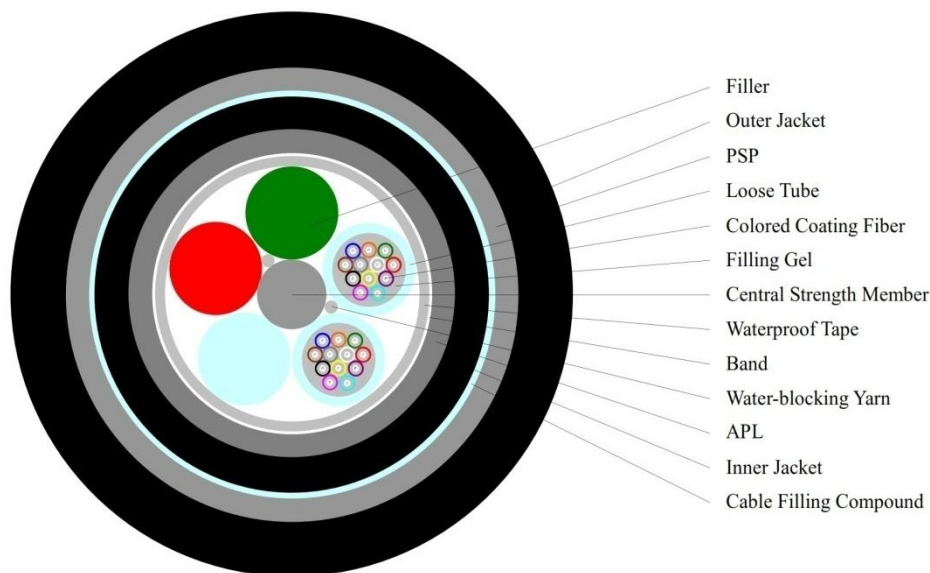 Filler
Outer Jacket
PSP
Loose Tube
Colored Coating Fiber
Filling Gel
Central Strength Member
Waterproof Tape
Band
Water-blocking Yarn
APL
Inner Jacket
Cable Filling Compound